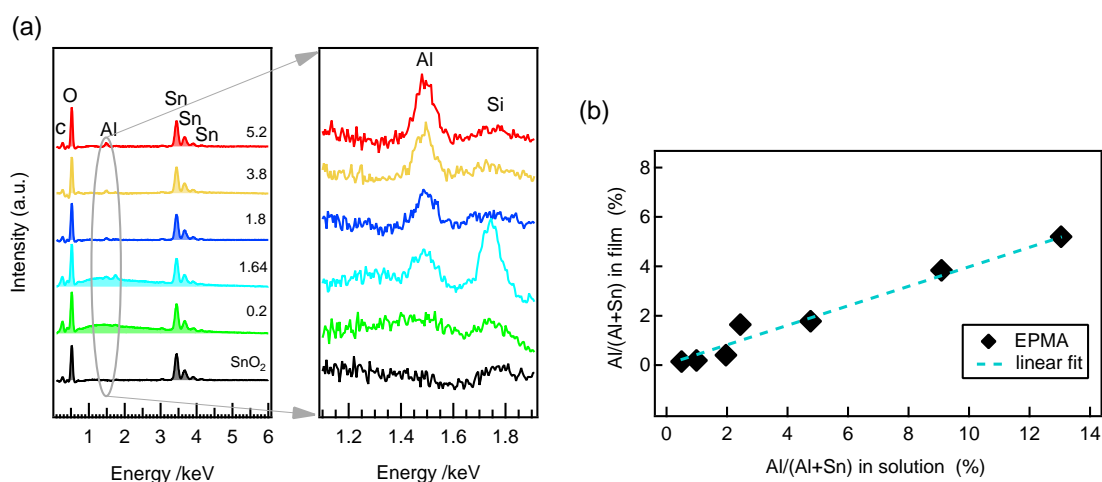 (a)
Al
Si
O
c
Al
Sn
Sn
Sn
5.2
3.8
1.8
1.64
0.2
SnO2
Intensity (a.u.)
1 2 3 4 5 6
Energy /keV
1.2 1.4 1.6 1.8
Energy /keV
(b)
Al/(Al+Sn) in film (%)
8
6
4
2
0
EPMA
linear fit
0 2 4 6 8 10 12 14
Al/(Al+Sn) in solution (%)